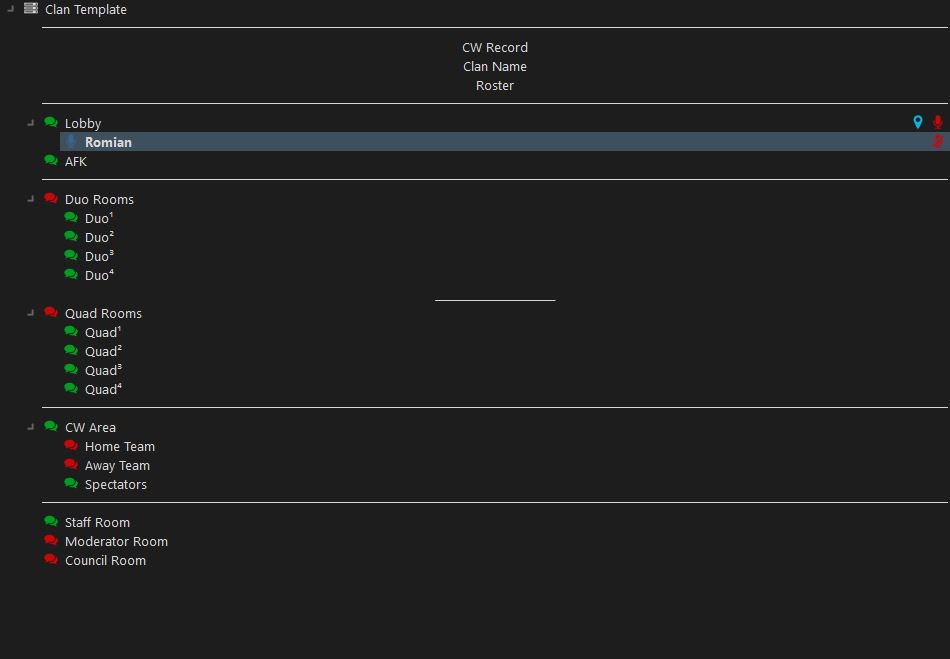 Clan Template
CW Record
Clan Name
Roster
Lobby
Romian
AFK
Duo Rooms
Duo¹
Duo²
Duo³
Duo⁴
Quad Rooms
Quad¹
Quad²
Quad³
Quad⁴
CW Area
Home Team
Away Team
Spectators
Staff Room
Moderator Room
Council Room